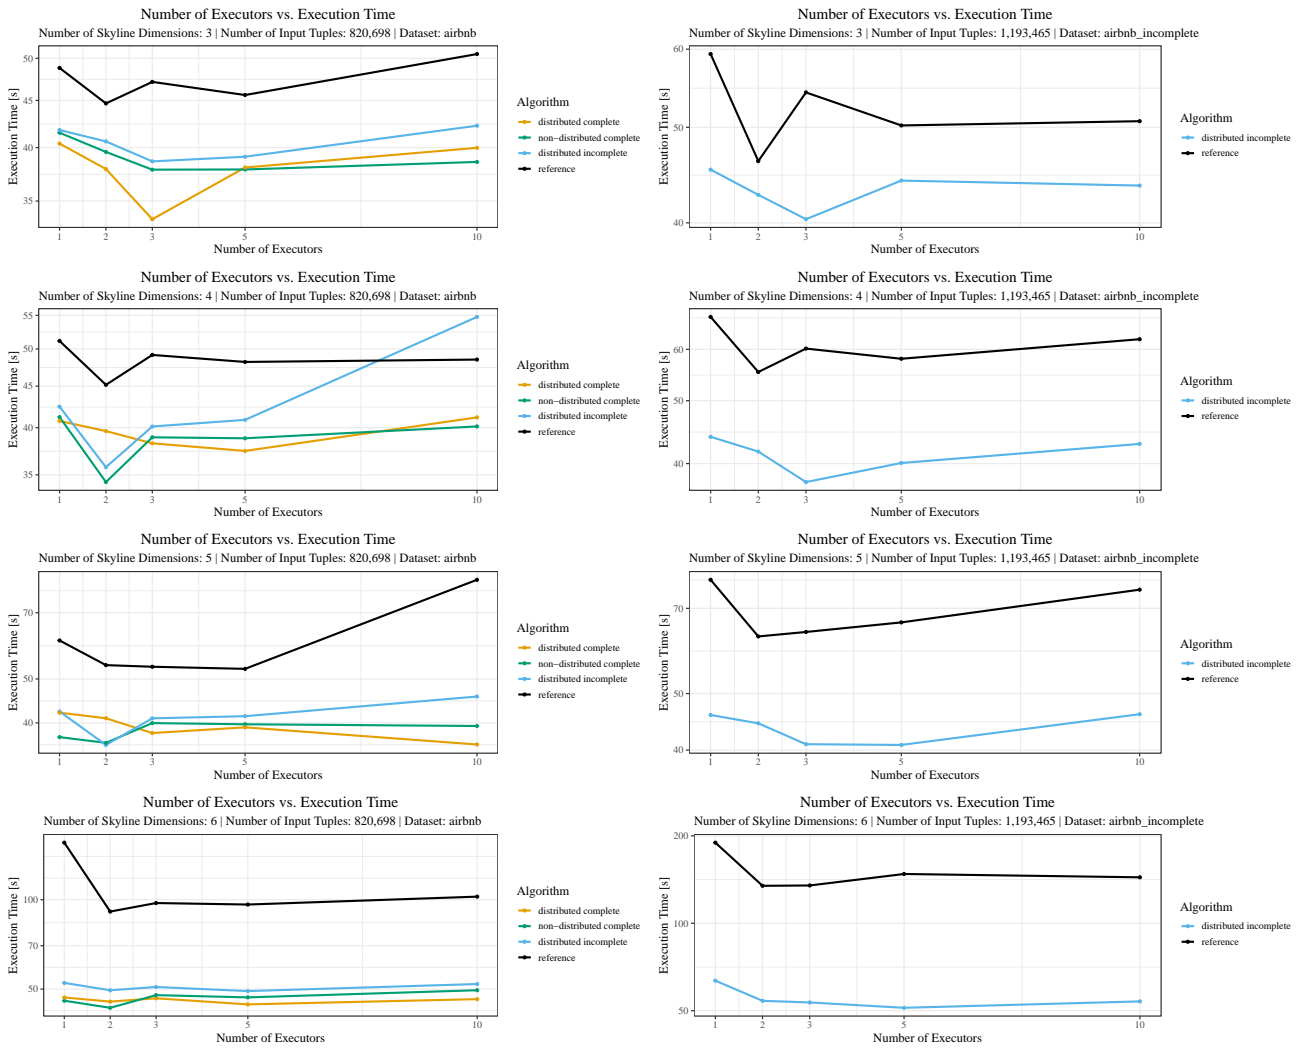 Number of Executors vs. Execution Time
Number of Skyline Dimensions: 3 | Number of Input Tuples: 820,698 | Dataset: airbnb
Execution Time [s]
50
45
40
35
1 2 3 5 10
Number of Executors
Algorithm
distributed complete
non−distributed complete
distributed incomplete
reference
Number of Executors vs. Execution Time
Number of Skyline Dimensions: 3 | Number of Input Tuples: 1,193,465 | Dataset: airbnb_incomplete
Execution Time [s]
60
50
40
1 2 3 5 10
Number of Executors
Algorithm
distributed incomplete
reference
Number of Executors vs. Execution Time
Number of Skyline Dimensions: 4 | Number of Input Tuples: 820,698 | Dataset: airbnb
Execution Time [s]
55
50
45
40
35
1 2 3 5 10
Number of Executors
Algorithm
distributed complete
non−distributed complete
distributed incomplete
reference
Number of Executors vs. Execution Time
Number of Skyline Dimensions: 4 | Number of Input Tuples: 1,193,465 | Dataset: airbnb_incomplete
Execution Time [s]
60
50
40
1 2 3 5 10
Number of Executors
Algorithm
distributed incomplete
reference
Number of Executors vs. Execution Time
Number of Skyline Dimensions: 5 | Number of Input Tuples: 820,698 | Dataset: airbnb
Execution Time [s]
70
50
40
1 2 3 5 10
Number of Executors
Algorithm
distributed complete
non−distributed complete
distributed incomplete
reference
Number of Executors vs. Execution Time
Number of Skyline Dimensions: 5 | Number of Input Tuples: 1,193,465 | Dataset: airbnb_incomplete
Execution Time [s]
70
50
40
1 2 3 5 10
Number of Executors
Algorithm
distributed incomplete
reference
Number of Executors vs. Execution Time
Number of Skyline Dimensions: 6 | Number of Input Tuples: 820,698 | Dataset: airbnb
Execution Time [s]
100
70
50
1 2 3 5 10
Number of Executors
Algorithm
distributed complete
non−distributed complete
distributed incomplete
reference
Number of Executors vs. Execution Time
Number of Skyline Dimensions: 6 | Number of Input Tuples: 1,193,465 | Dataset: airbnb_incomplete
Execution Time [s]
200
100
50
1 2 3 5 10
Number of Executors
Algorithm
distributed incomplete
reference